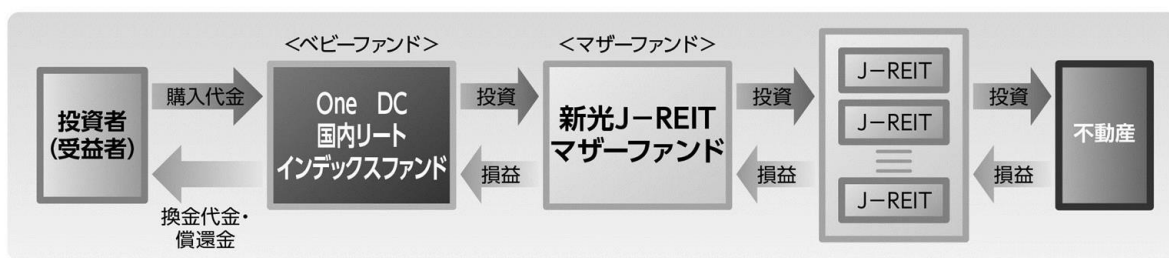 投資者
(受益者)
購入代金
換金代金・
償還金
＜ベビーファンド＞
One DC
国内リート
インデックスファンド
投資
損益
＜マザーファンド＞
新光J－REIT
マザーファンド
投資
損益
J－REIT
J－REIT
J－REIT
投資
損益
不動産